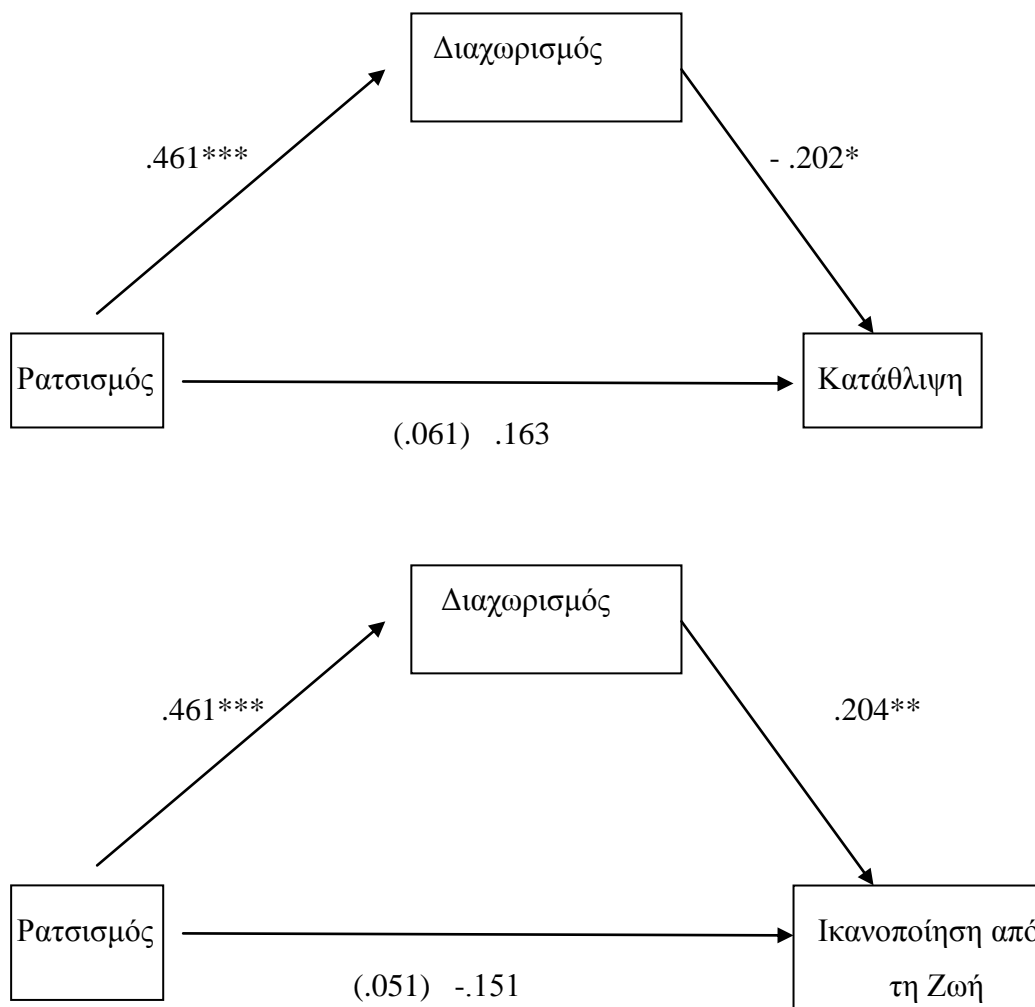 Διαχωρισμός
.461***
- .202*
Ρατσισμός
Κατάθλιψη
(.061) .163
Διαχωρισμός
.461***
.204**
Ρατσισμός
Ικανοποίηση από
τη Ζωή
(.051) -.151